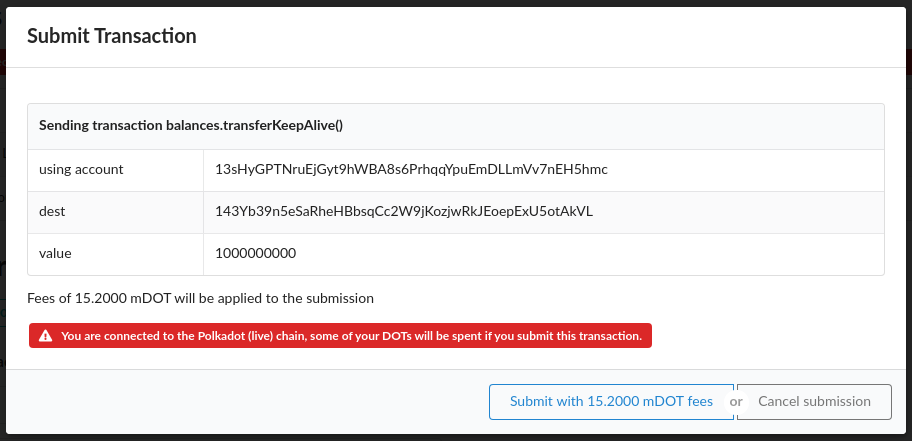 Submit Transaction
Sending transaction balances.transferKeepAlive()
using account 13sHyGPTNruEjGyt9hWBA8s6PrhqqYpuEmDLLmVv7nEH5hmc
dest 143Yb39n5eSaRheHBbsqCc2W9jKozjwRkJEoepExU5otAkVL
value 1000000000
Fees of 15.2000 mDOT will be applied to the submission
You are connected to the Polkadot (live) chain, some of your DOTs will be spent if you submit this transaction.
Submit with 15.2000 mDOT fees or Cancel submission